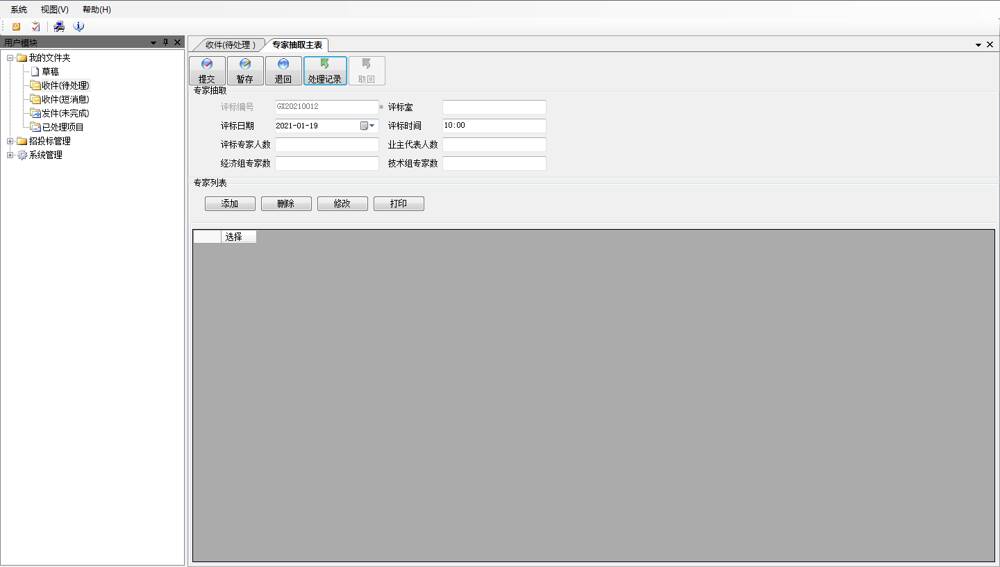 系统 视图(V) 帮助(H)
用户模块
我的文件夹
草稿
收件(待处理)
收件(短消息)
发件(未完成)
已处理项目
招投标管理
系统管理
收件(待处理 ) 专家抽取主表
提交 暂存 退回 处理记录 取回
专家抽取
评标编号 GX20210012 * 评标室
评标日期 2021-01-19 评标时间 10:00
评标专家人数 业主代表人数
经济组专家数 技术组专家数
专家列表
添加 删除 修改 打印
选择